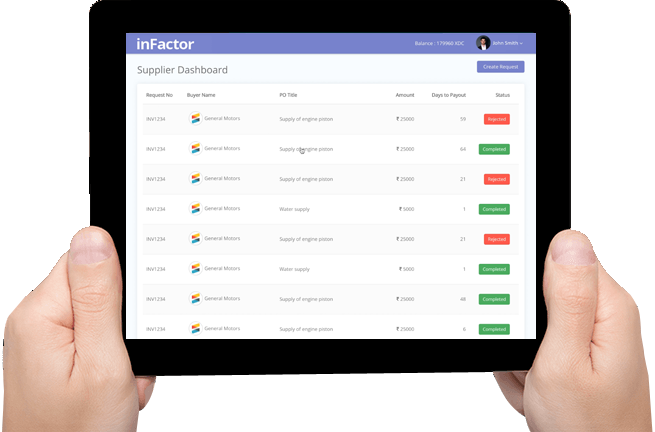 inFactor
Balance : 179960 XDC
John Smith
Supplier Dashboard
Create Request
Request No Buyer Name PO Title Amount Days to Payout Status
INV1234 General Motors Supply of engine piston ₹ 25000 59 Rejected
INV1234 General Motors Supply of engine piston ₹ 25000 64 Completed
INV1234 General Motors Supply of engine piston ₹ 25000 21 Rejected
INV1234 General Motors Water supply ₹ 5000 1 Completed
INV1234 General Motors Supply of engine piston ₹ 25000 21 Rejected
INV1234 General Motors Water supply ₹ 5000 1 Completed
INV1234 General Motors Supply of engine piston ₹ 25000 48 Completed
INV1234 General Motors Supply of engine piston ₹ 25000 6 Completed